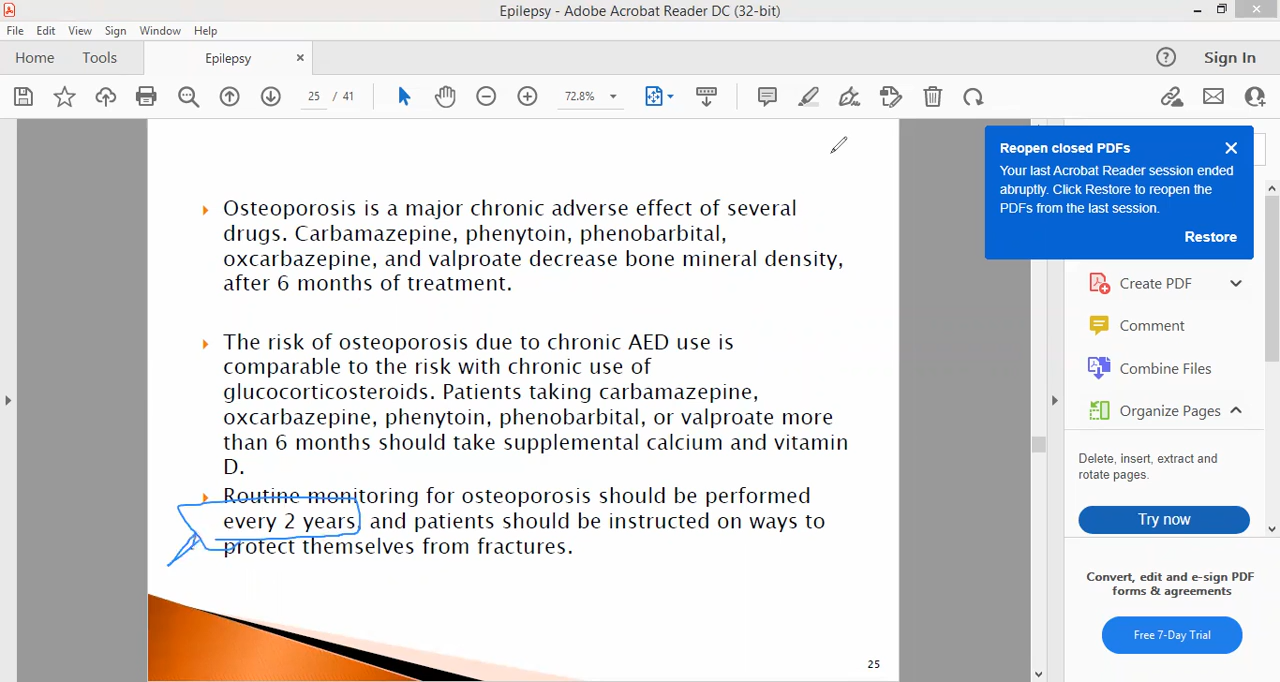 Epilepsy - Adobe Acrobat Reader DC (32-bit)
File Edit View Sign Window Help
Home Tools Epilepsy × Sign In
25 / 41 72.8%
Osteoporosis is a major chronic adverse effect of several
drugs. Carbamazepine, phenytoin, phenobarbital,
oxcarbazepine, and valproate decrease bone mineral density,
after 6 months of treatment.
The risk of osteoporosis due to chronic AED use is
comparable to the risk with chronic use of
glucocorticosteroids. Patients taking carbamazepine,
oxcarbazepine, phenytoin, phenobarbital, or valproate more
than 6 months should take supplemental calcium and vitamin
D.
Routine monitoring for osteoporosis should be performed
every 2 years, and patients should be instructed on ways to
protect themselves from fractures.
25
Reopen closed PDFs
Your last Acrobat Reader session ended
abruptly. Click Restore to reopen the
PDFs from the last session.
Restore
Create PDF
Comment
Combine Files
Organize Pages
Delete, insert, extract and
rotate pages.
Try now
Convert, edit and e-sign PDF
forms & agreements
Free 7-Day Trial